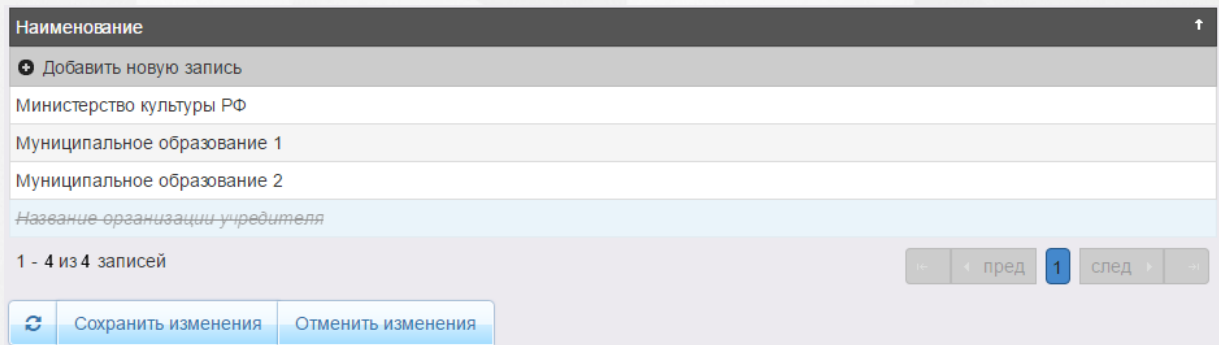 Наименование
Добавить новую запись
Министерство культуры РФ
Муниципальное образование 1
Муниципальное образование 2
Название организации учредителя
1 - 4 из 4 записей
пред 1 след
Сохранить изменения Отменить изменения